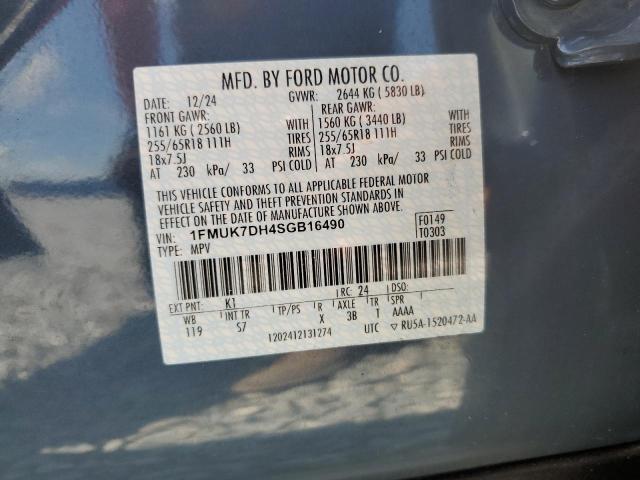 MFD. BY FORD MOTOR CO.
DATE: 12/24 GVWR: 2644 KG ( 5830 LB)
FRONT GAWR: REAR GAWR:
1161 KG ( 2560 LB) WITH 1560 KG ( 3440 LB) WITH
255/65R18 111H TIRES 255/65R18 111H TIRES
18x7.5J RIMS 18x7.5J RIMS
AT 230 kPa/ 33 PSI COLD AT 230 kPa/ 33 PSI COLD
THIS VEHICLE CONFORMS TO ALL APPLICABLE FEDERAL MOTOR
VEHICLE SAFETY AND THEFT PREVENTION STANDARDS IN
EFFECT ON THE DATE OF MANUFACTURE SHOWN ABOVE.
VIN: 1FMUK7DH4SGB16490 F0149
TYPE: MPV T0303
EXT PNT: K1 RC: 24 DSO:
WB INT TR TP/PS R AXLE TR SPR
119 S7 X 3B 1 AAAA
1202412131274 UTC ▽ RU5A-1520472-AA